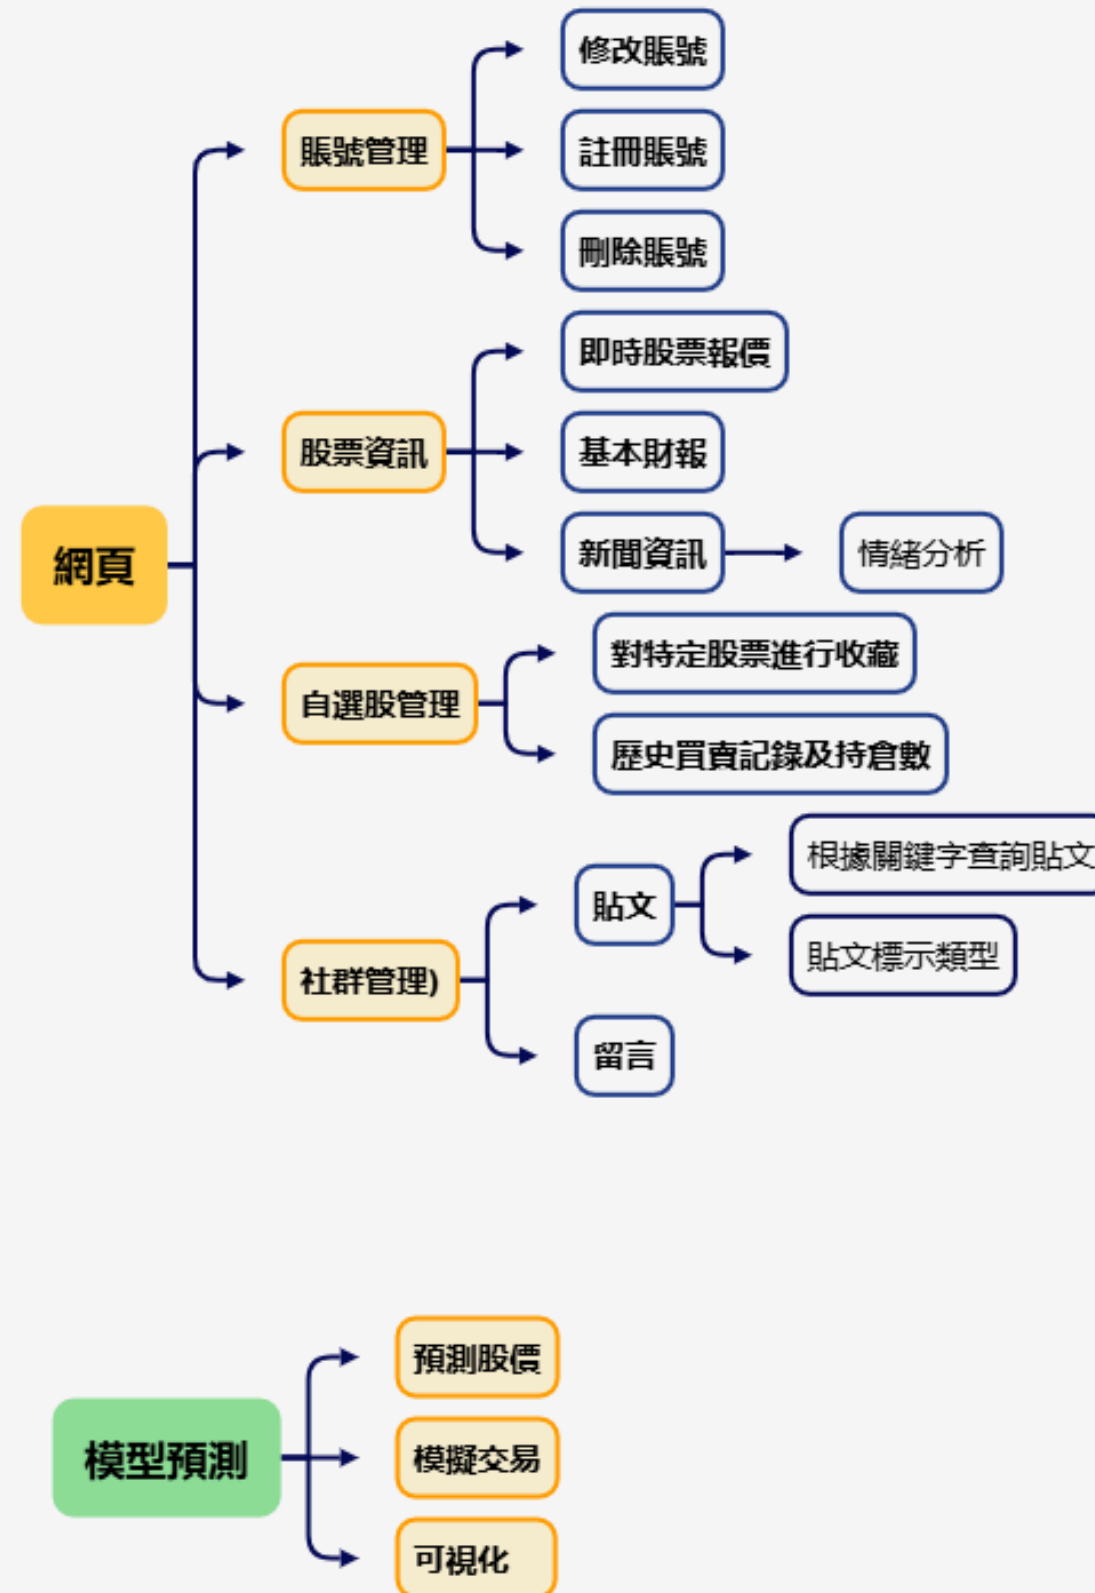 網頁
賬號管理
修改賬號
註冊賬號
刪除賬號
股票資訊
即時股票報價
基本財報
新聞資訊
情緒分析
自選股管理
對特定股票進行收藏
歷史買賣記錄及持倉數
社群管理)
貼文
根據關鍵字查詢貼文
貼文標示類型
留言
模型預測
預測股價
模擬交易
可視化